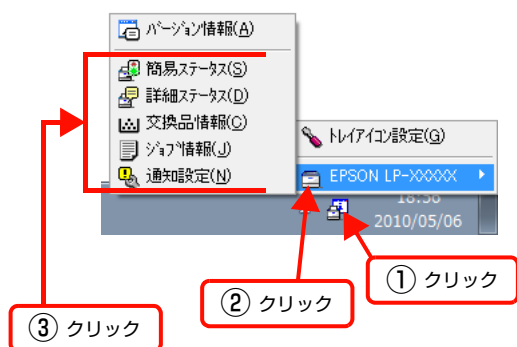 バージョン情報(A)
簡易ステータス(S)
詳細ステータス(D)
交換品情報(C)
ジョブ情報(J)
通知設定(N)
トレイアイコン設定(G)
EPSON LP-XXXXX
18:56
2010/05/06
① クリック
② クリック
③ クリック